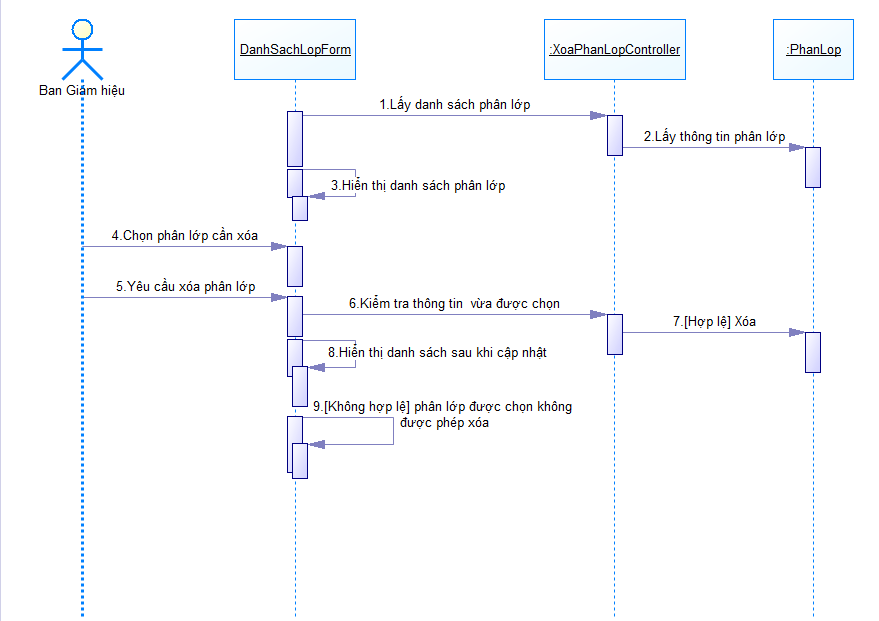 DanhSachLopForm
:XoaPhanLopController
:PhanLop
Ban Giám hiệu
1.Lấy danh sách phân lớp
2.Lấy thông tin phân lớp
3.Hiển thị danh sách phân lớp
4.Chọn phân lớp cần xóa
5.Yêu cầu xóa phân lớp
6.Kiểm tra thông tin  vừa được chọn
7.[Hợp lệ] Xóa
8.Hiển thị danh sách sau khi cập nhật
9.[Không hợp lệ] phân lớp được chọn không
được phép xóa